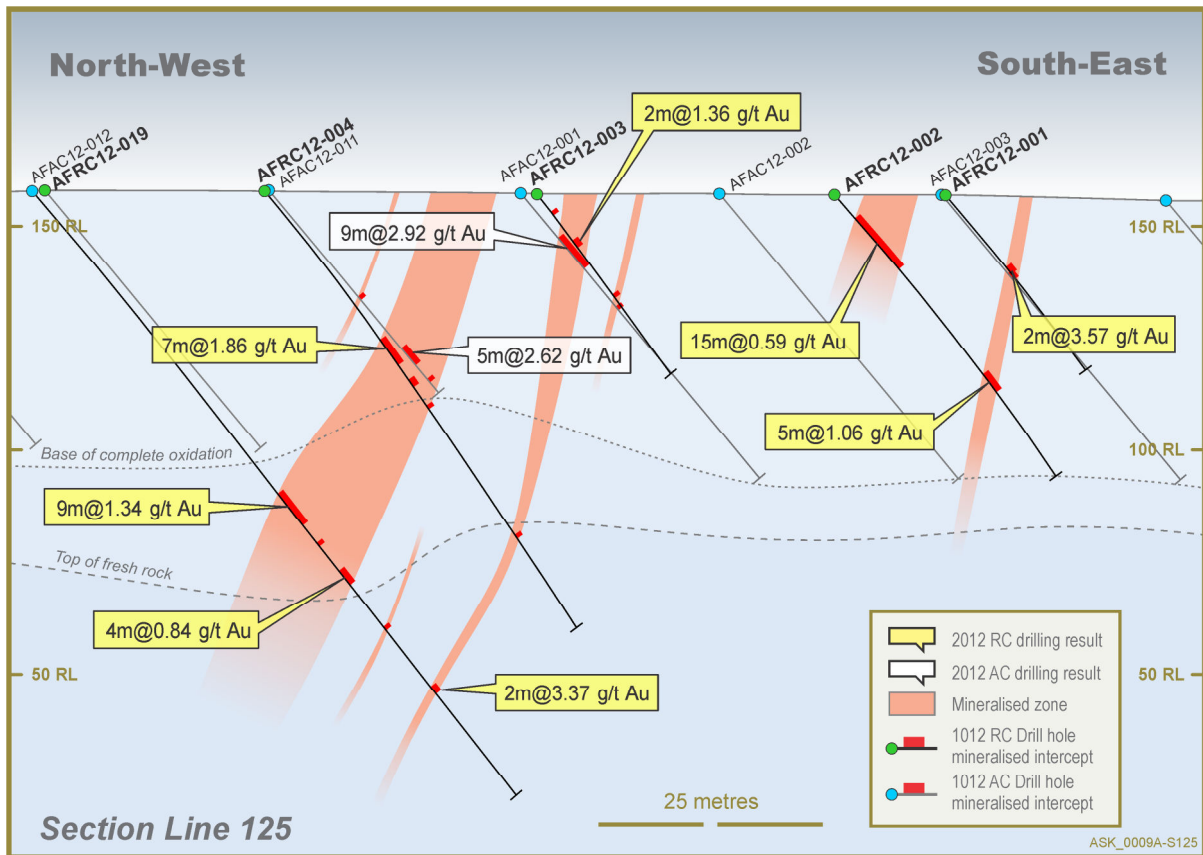 North-West
South-East
AFAC12-012
AFRC12-019
AFRC12-004
AFAC12-011
AFAC12-001
AFRC12-003
2m@1.36 g/t Au
AFAC12-002
AFRC12-002
AFAC12-003
AFRC12-001
150 RL
150 RL
9m@2.92 g/t Au
7m@1.86 g/t Au
5m@2.62 g/t Au
15m@0.59 g/t Au
2m@3.57 g/t Au
5m@1.06 g/t Au
Base of complete oxidation
100 RL
100 RL
9m@1.34 g/t Au
Top of fresh rock
4m@0.84 g/t Au
50 RL
50 RL
2m@3.37 g/t Au
2012 RC drilling result
2012 AC drilling result
Mineralised zone
1012 RC Drill hole
mineralised intercept
1012 AC Drill hole
mineralised intercept
25 metres
Section Line 125
ASK_0009A-S125